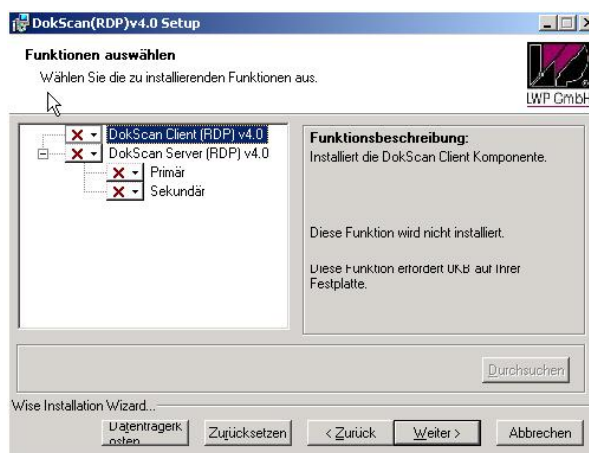 DokScan(RDP)v4.0 Setup
Funktionen auswählen
Wählen Sie die zu installierenden Funktionen aus.
LWP GmbH
DokScan Client (RDP) v4.0
DokScan Server (RDP) v4.0
Primär
Sekundär
Funktionsbeschreibung:
Installiert die DokScan Client Komponente.
Diese Funktion wird nicht installiert.
Diese Funktion erfordert 0KB auf Ihrer
Festplatte.
Durchsuchen
Wise Installation Wizard...
Datenträgerk
osten
Zurücksetzen
< Zurück
Weiter >
Abbrechen